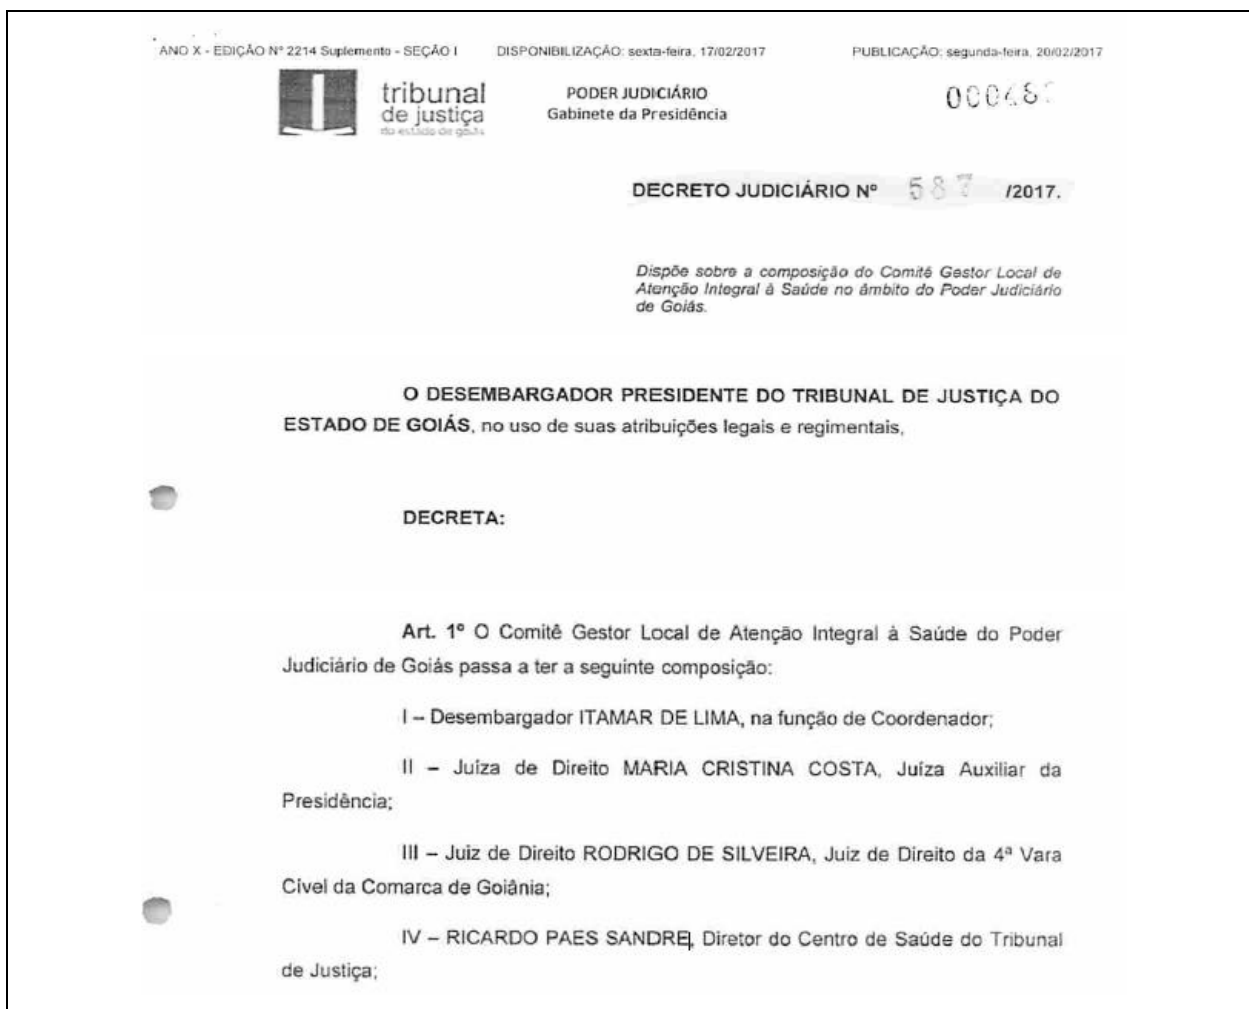 ANO X - EDIÇÃO Nº 2214 Suplemento - SEÇÃO I DISPONIBILIZAÇÃO: sexta-feira, 17/02/2017 PUBLICAÇÃO: segunda-feira, 20/02/2017
tribunal
de justiça
do estado de goiás
PODER JUDICIÁRIO
Gabinete da Presidência
DECRETO JUDICIÁRIO Nº 587 /2017.
Dispõe sobre a composição do Comitê Gestor Local de
Atenção Integral à Saúde no âmbito do Poder Judiciário
de Goiás.
O DESEMBARGADOR PRESIDENTE DO TRIBUNAL DE JUSTIÇA DO
ESTADO DE GOIÁS, no uso de suas atribuições legais e regimentais,
DECRETA:
Art. 1º O Comitê Gestor Local de Atenção Integral à Saúde do Poder
Judiciário de Goiás passa a ter a seguinte composição:
I – Desembargador ITAMAR DE LIMA, na função de Coordenador;
II – Juíza de Direito MARIA CRISTINA COSTA, Juíza Auxiliar da
Presidência;
III – Juiz de Direito RODRIGO DE SILVEIRA, Juiz de Direito da 4ª Vara
Cível da Comarca de Goiânia;
IV – RICARDO PAES SANDRE, Diretor do Centro de Saúde do Tribunal
de Justiça;